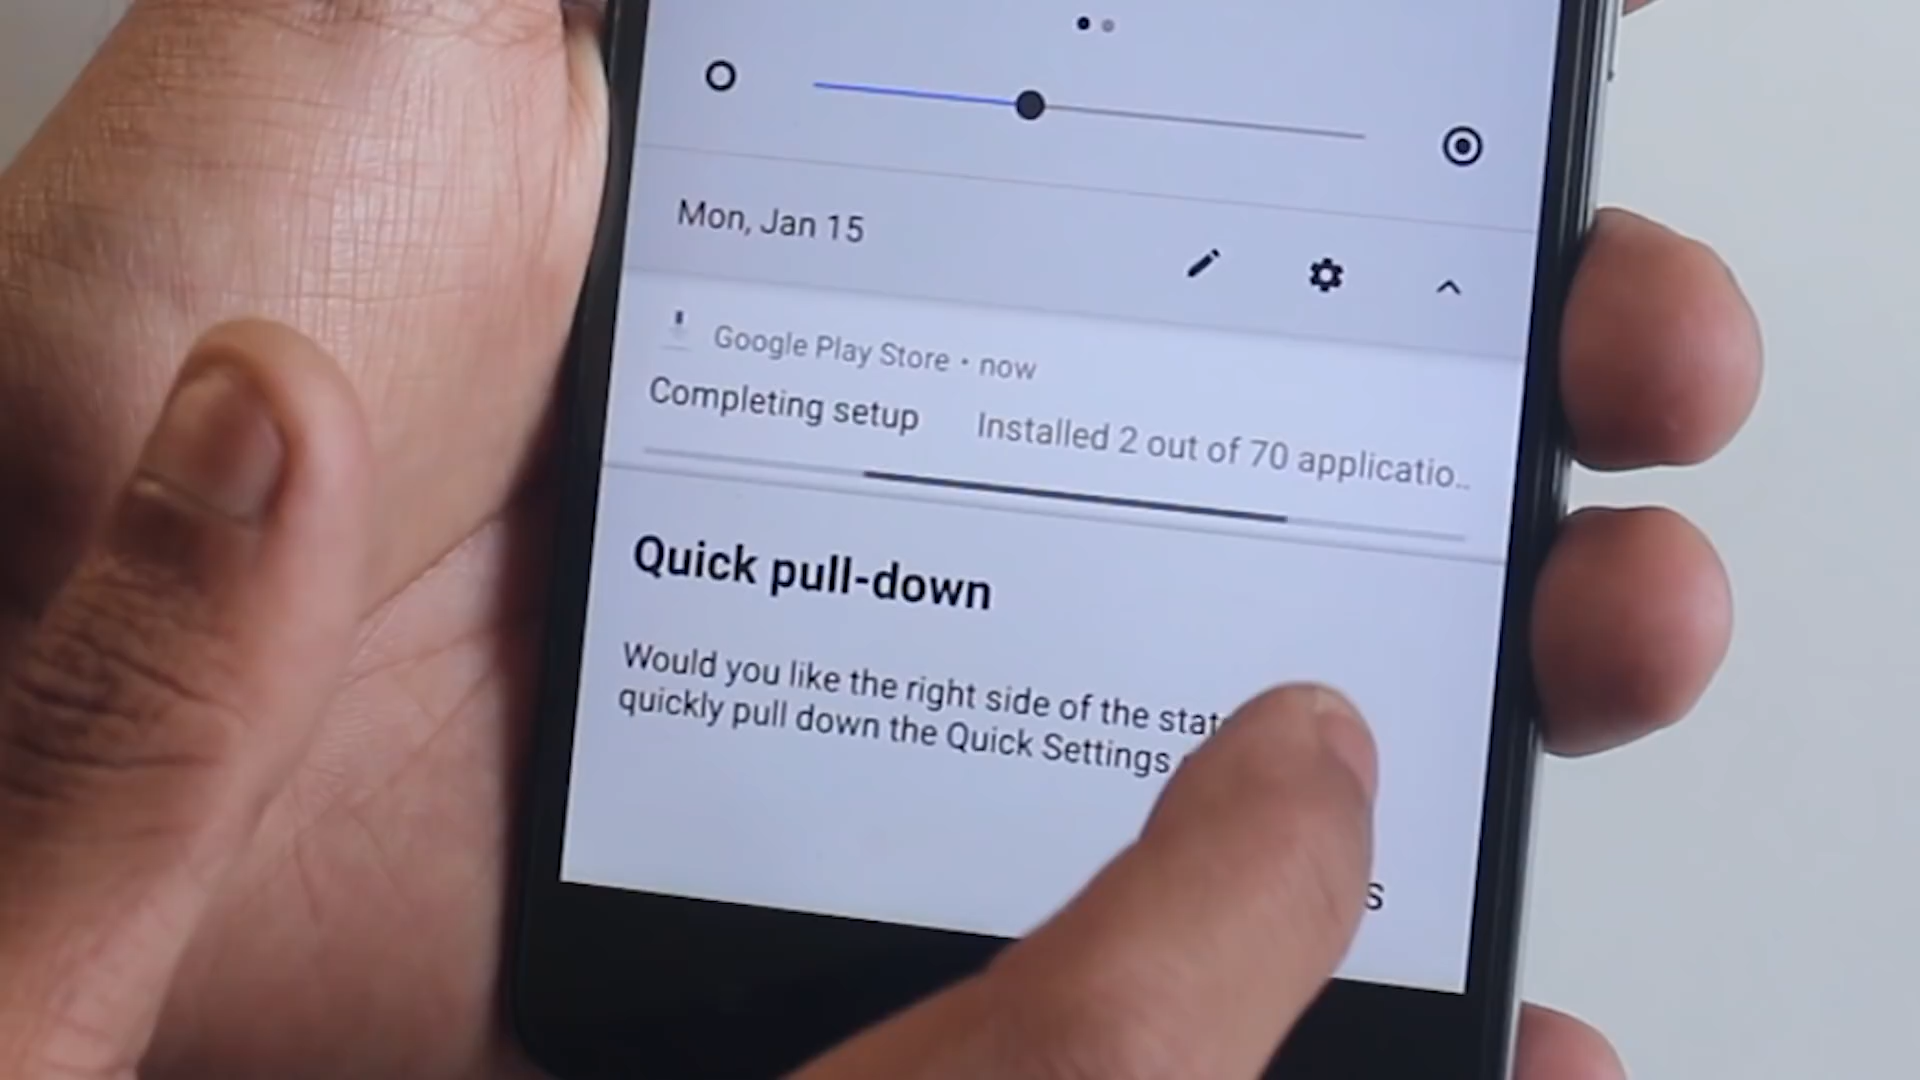 Mon, Jan 15
Google Play Store • now
Completing setup Installed 2 out of 70 applicatio..
Quick pull-down
Would you like the right side of the
quickly pull down the Quick Settings